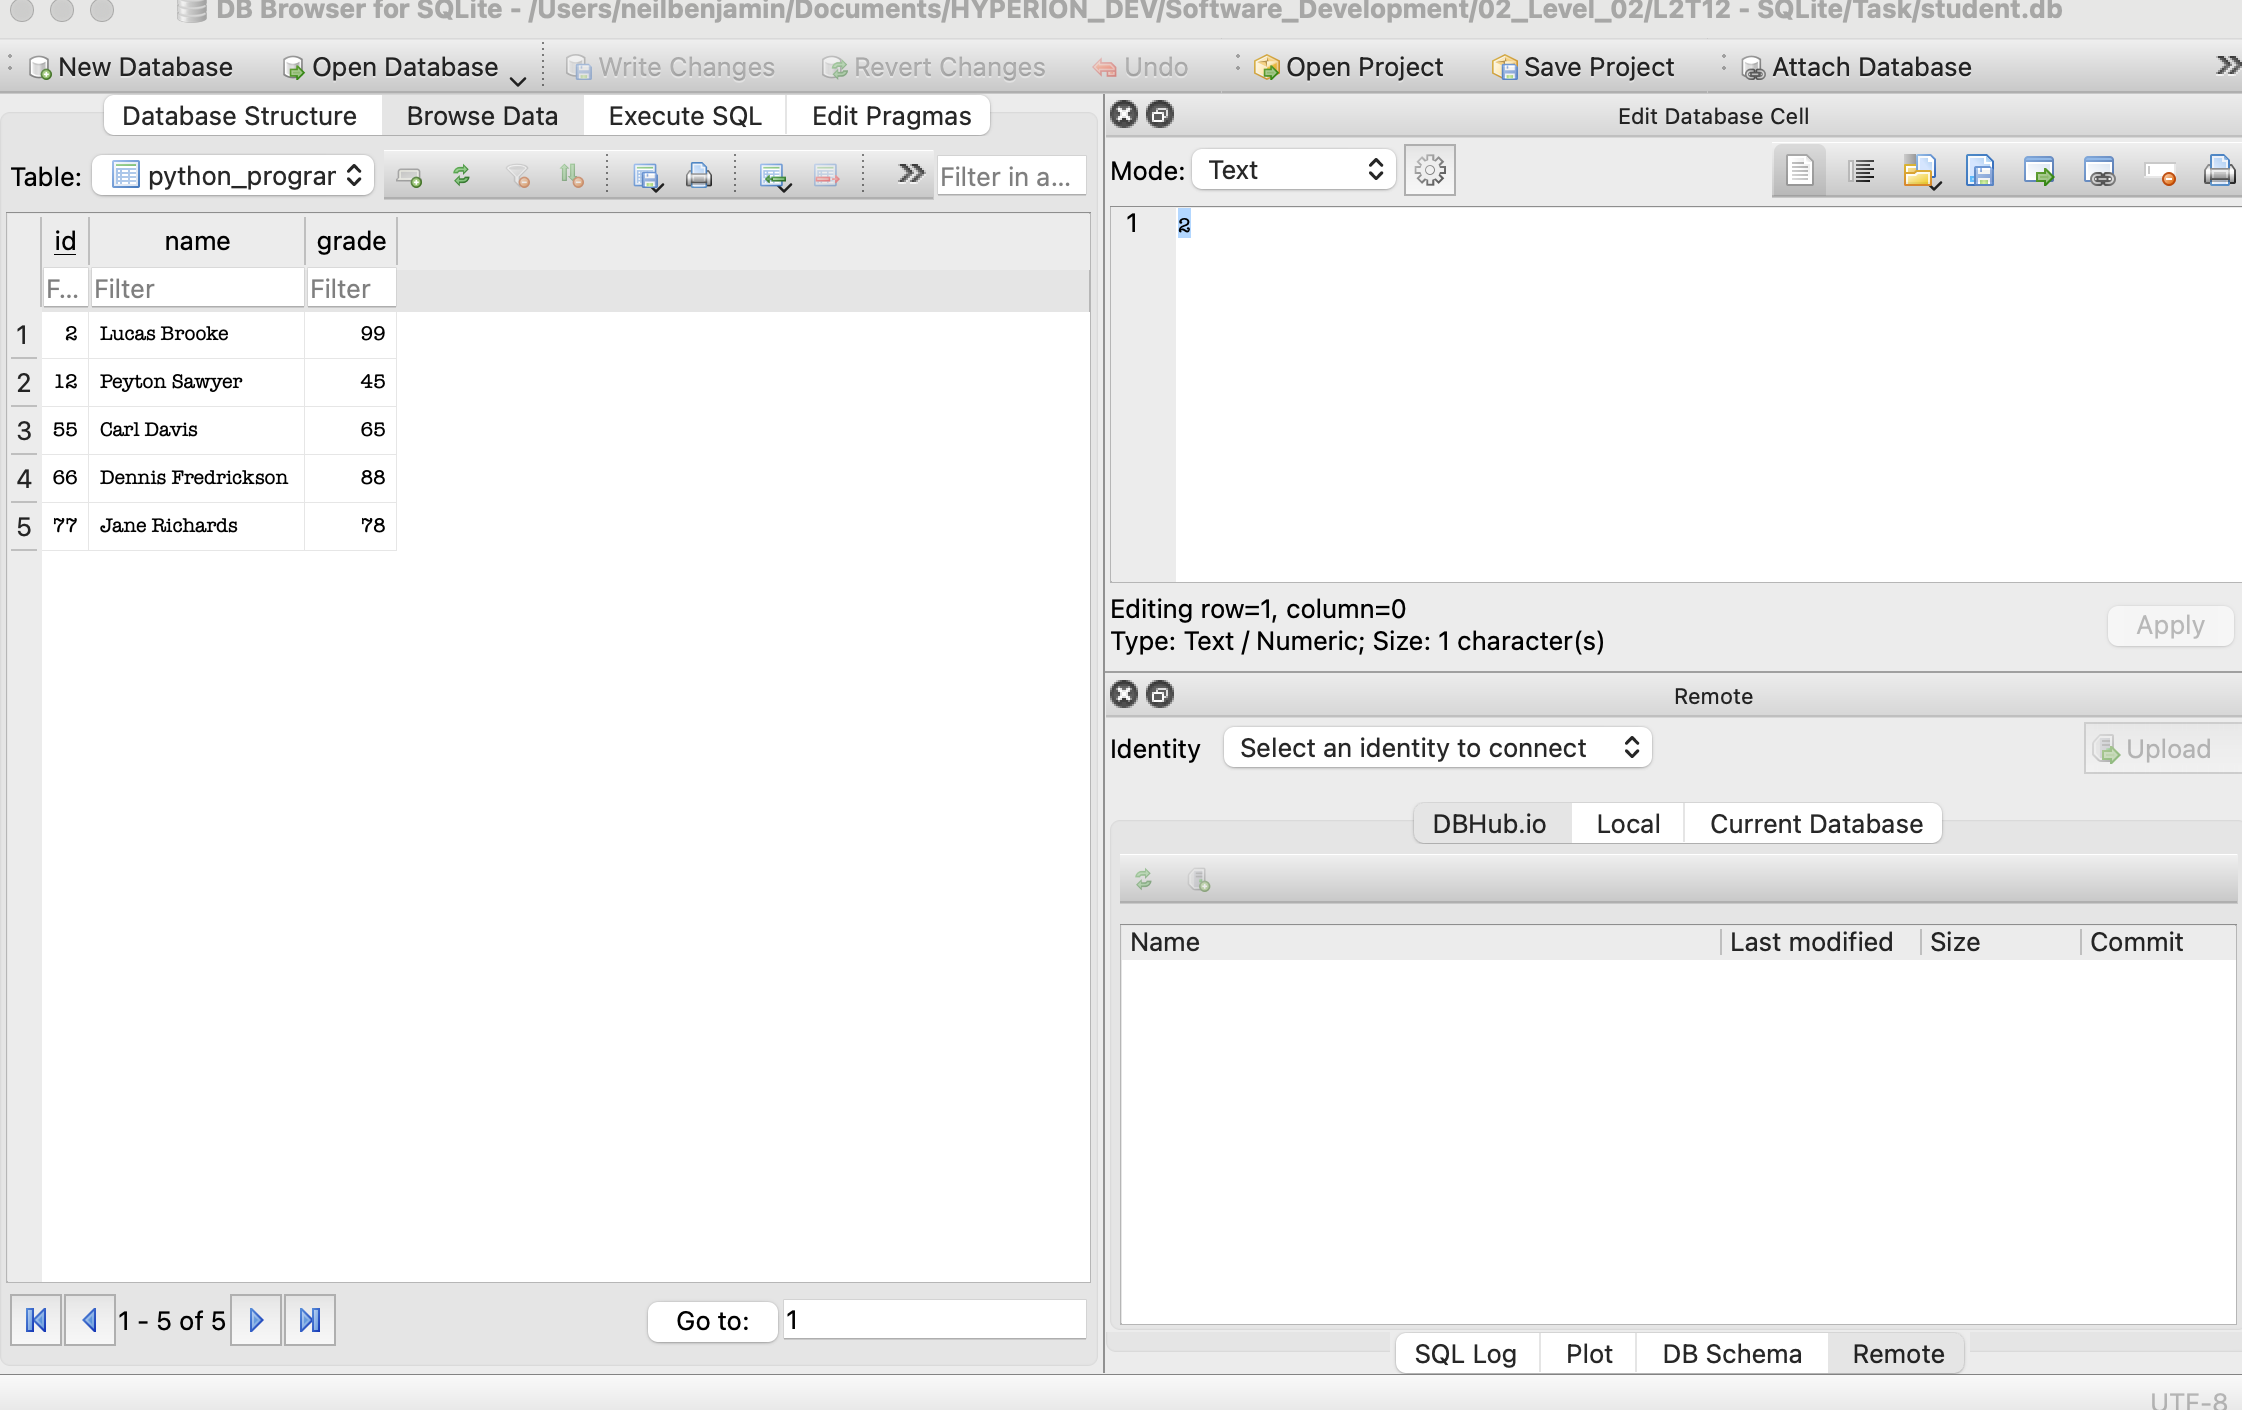 DB Browser for SQLite - /Users/neilbenjamin/Documents/HYPERION_DEV/Software_Development/02_Level_02/L2T12 - SQLite/Task/student.db
New Database Open Database Write Changes Revert Changes Undo Open Project Save Project Attach Database
Database Structure Browse Data Execute SQL Edit Pragmas
Table: python_prograr Filter in a...
id name grade
F... Filter Filter
1 2 Lucas Brooke 99
2 12 Peyton Sawyer 45
3 55 Carl Davis 65
4 66 Dennis Fredrickson 88
5 77 Jane Richards 78
1 - 5 of 5 Go to: 1
Edit Database Cell
Mode: Text
1 2
Editing row=1, column=0
Type: Text / Numeric; Size: 1 character(s)
Apply
Remote
Identity Select an identity to connect Upload
DBHub.io Local Current Database
Name Last modified Size Commit
SQL Log Plot DB Schema Remote
UTF-8